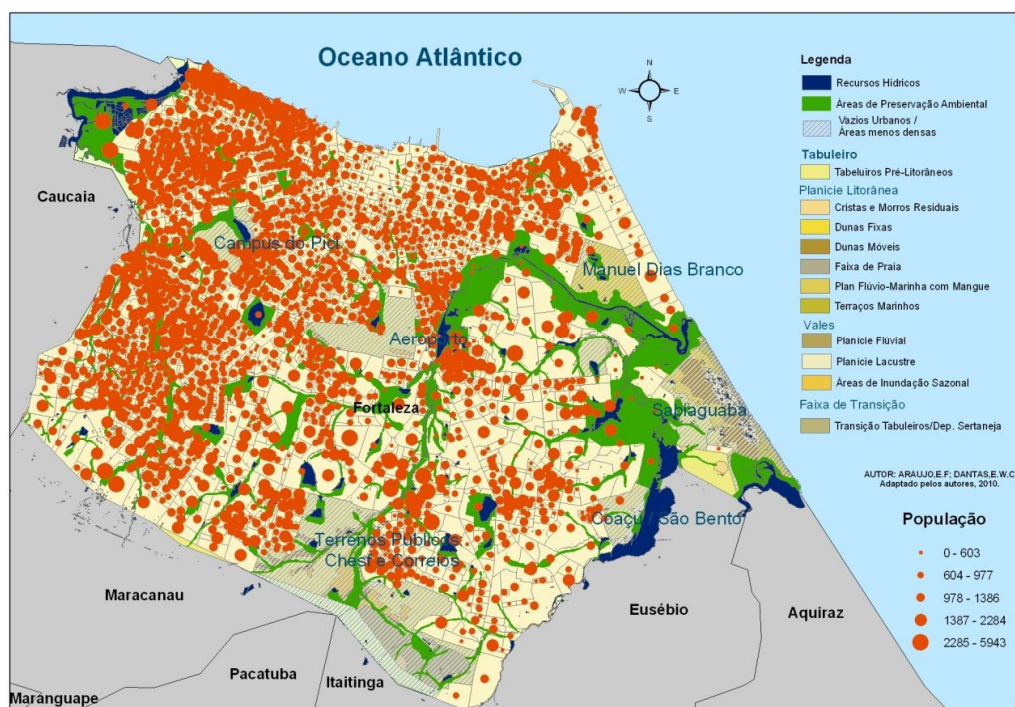 Oceano Atlântico
N
W
E
S
Caucaia
Campus do Pici
Manuel Dias Branco
Aeroporto
Fortaleza
Sabiaguaba
Coaçu / São Bento
Terrenos Públicos:
Chesf e Correios
Maracanau
Eusébio
Aquiraz
Pacatuba
Itaitinga
Maranguape
Legenda
Recursos Hidricos
Áreas de Preservação Ambiental
Vazios Urbanos /
Áreas menos densas
Tabuleiro
Tabeluiros Pré-Litorâneos
Planície Litorânea
Cristas e Morros Residuais
Dunas Fixas
Dunas Móveis
Faixa de Praia
Plan Flúvio-Marinha com Mangue
Terraços Marinhos
Vales
Planície Flúvial
Planície Lacustre
Áreas de Inundação Sazonal
Faixa de Transição
Transição Tabuleiros/Dep. Sertaneja
AUTOR: ARAUJO,E.F; DANTAS,E.W.C
Adaptado pelos autores, 2010.
População
0 - 603
604 - 977
978 - 1386
1387 - 2284
2285 - 5943